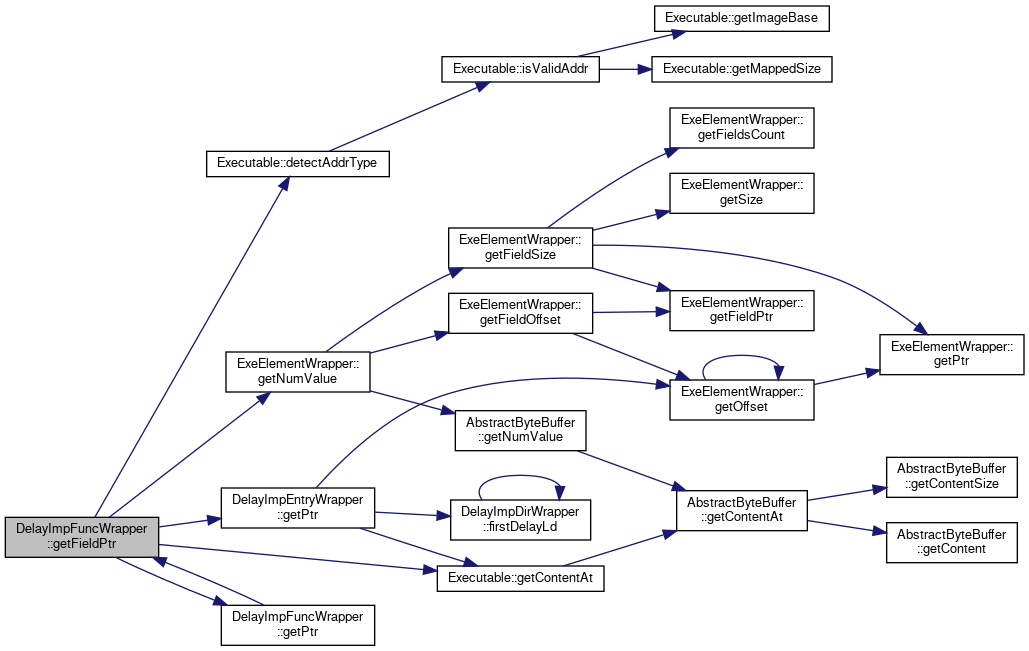 Executable::getImageBase
Executable::isValidAddr
Executable::getMappedSize
ExeElementWrapper::
getFieldsCount
Executable::detectAddrType
ExeElementWrapper::
getSize
ExeElementWrapper::
getFieldSize
ExeElementWrapper::
getFieldOffset
ExeElementWrapper::
getFieldPtr
ExeElementWrapper::
getPtr
ExeElementWrapper::
getNumValue
ExeElementWrapper::
getOffset
AbstractByteBuffer
::getNumValue
AbstractByteBuffer
::getContentSize
DelayImpEntryWrapper
::getPtr
DelayImpDirWrapper
::firstDelayLd
AbstractByteBuffer
::getContentAt
DelayImpFuncWrapper
::getFieldPtr
AbstractByteBuffer
::getContent
Executable::getContentAt
DelayImpFuncWrapper
::getPtr